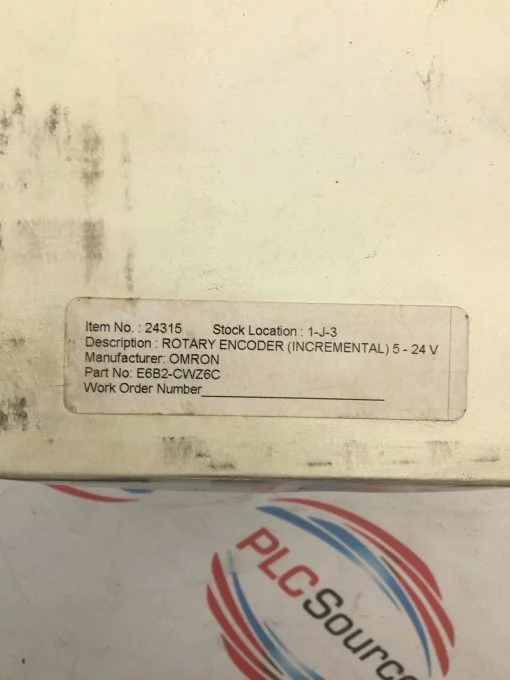 Item No. : 24315 Stock Location : 1-J-3
Description : ROTARY ENCODER (INCREMENTAL) 5 - 24 V
Manufacturer: OMRON
Part No: E6B2-CWZ6C
Work Order Number
PLCSource